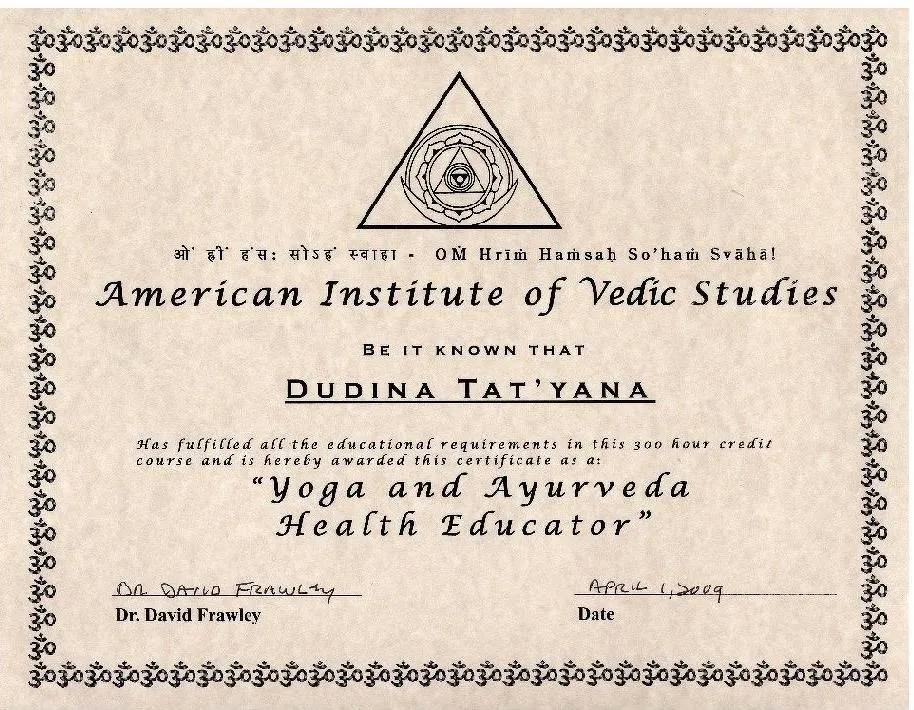 ओं ह्रीं हंसः सोऽहं स्वाहा - OṀ Hrīṁ Haṁsaḥ So'haṁ Svāhā!
American Institute of Vedic Studies
BE IT KNOWN THAT
DUDINA TAT'YANA
Has fulfilled all the educational requirements in this 300 hour credit
course and is hereby awarded this certificate as a:
"Yoga and Ayurveda
Health Educator"
DR DAVID FRAWLEY APRIL 1, 2009
Dr. David Frawley Date